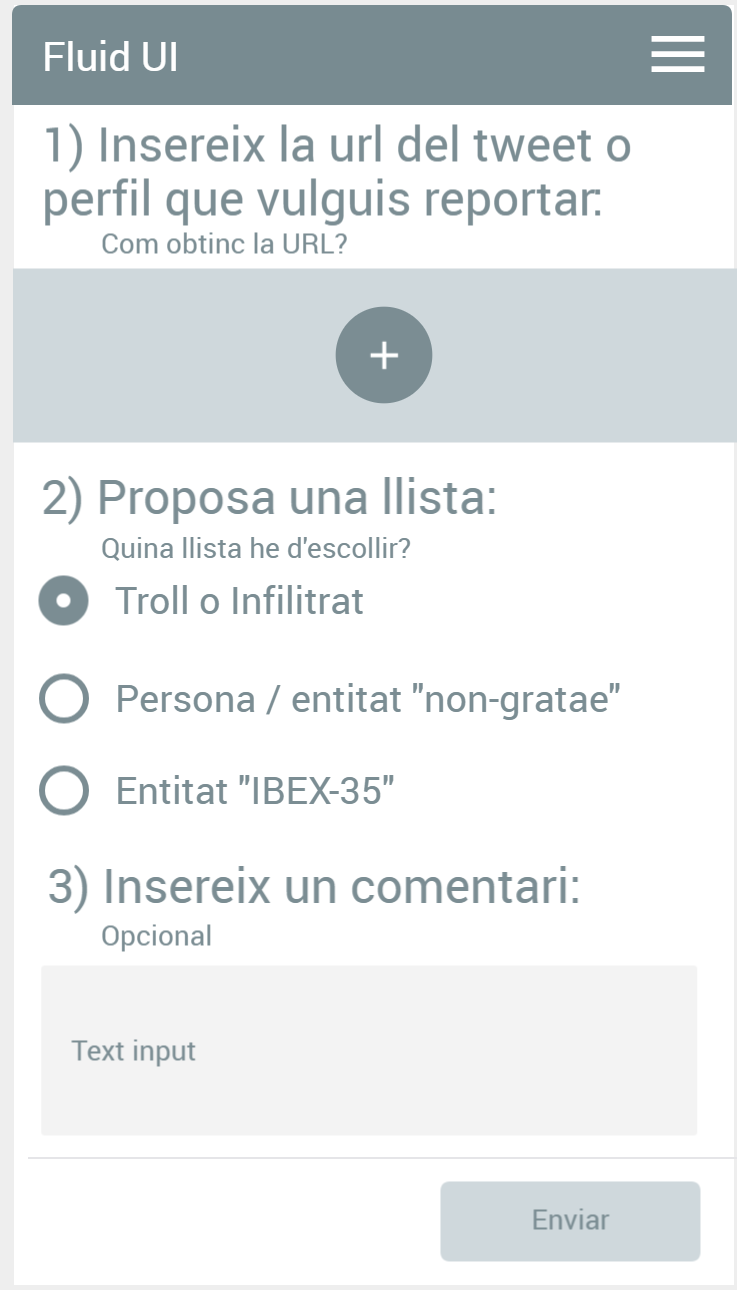 Fluid UI
1) Insereix la url del tweet o
perfil que vulguis reportar:
Com obtinc la URL?
+
2) Proposa una llista:
Quina llista he d'escollir?
Troll o Infilitrat
Persona / entitat "non-gratae"
Entitat "IBEX-35"
3) Insereix un comentari:
Opcional
Text input
Enviar